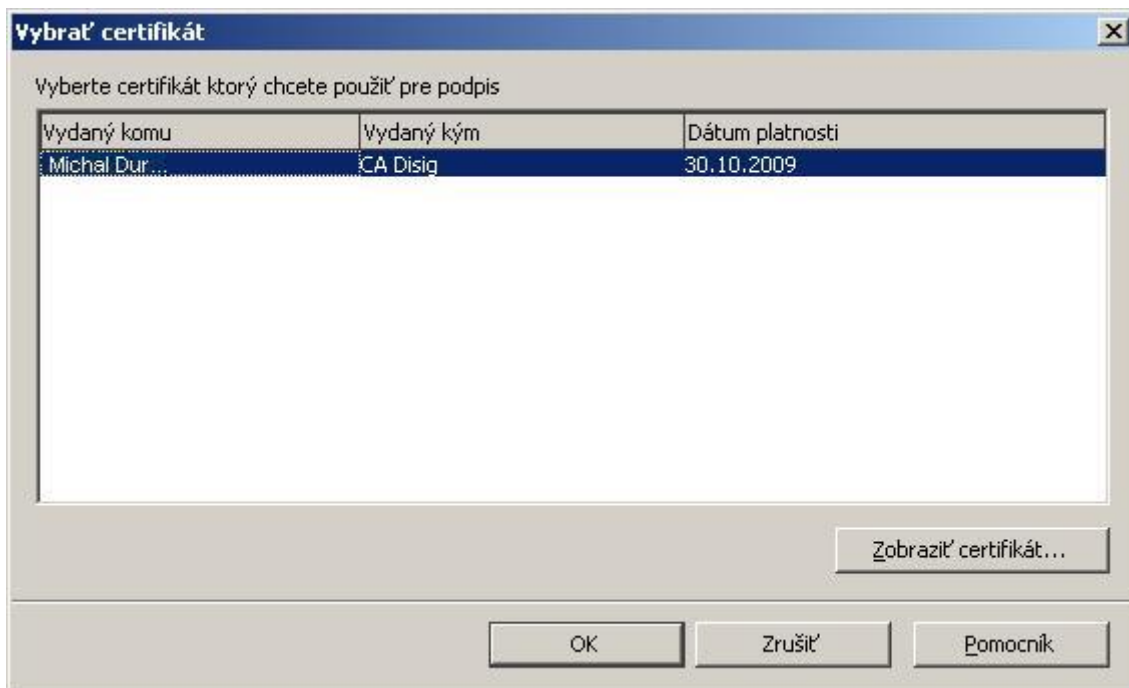 Vybrať certifikát
Vyberte certifikát ktorý chcete použiť pre podpis
Vydaný komu Vydaný kým Dátum platnosti
Michal Dur... CA Disig 30.10.2009
Zobraziť certifikát...
OK Zrušiť Pomocník